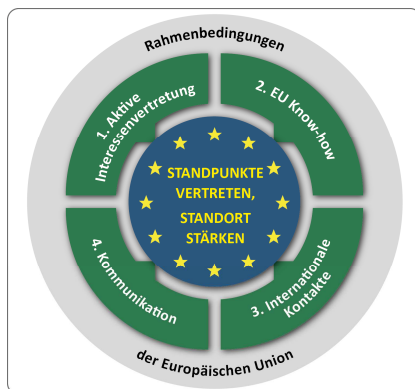 Rahmenbedingungen
1. Aktive
Interessenvertretung
2. EU Know-how
STANDPUNKTE
VERTRETEN,
STANDORT
STÄRKEN
4. Kommunikation
3. Internationale
Kontakte
der Europäischen Union